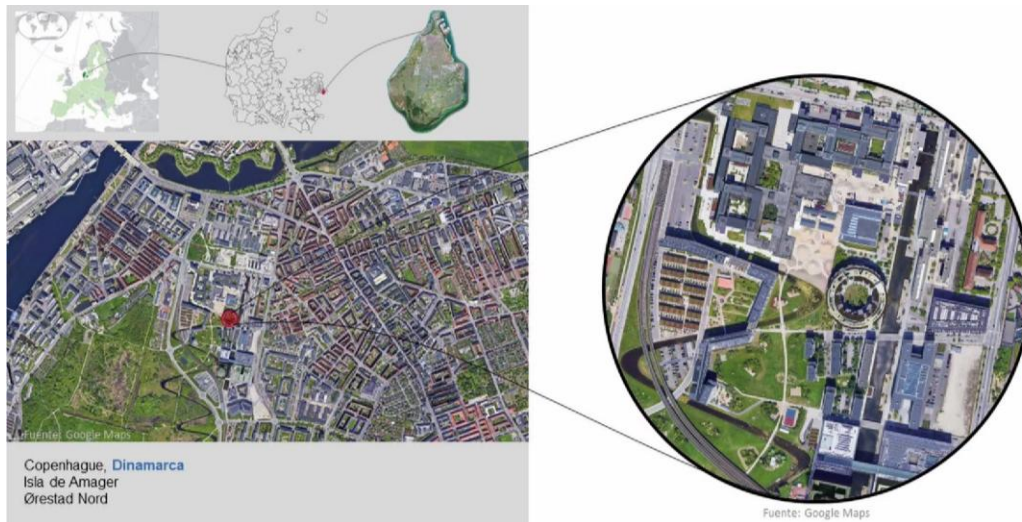 Fuente: Google Maps
Copenhague, Dinamarca
Isla de Amager
Ørestad Nord
Fuente: Google Maps